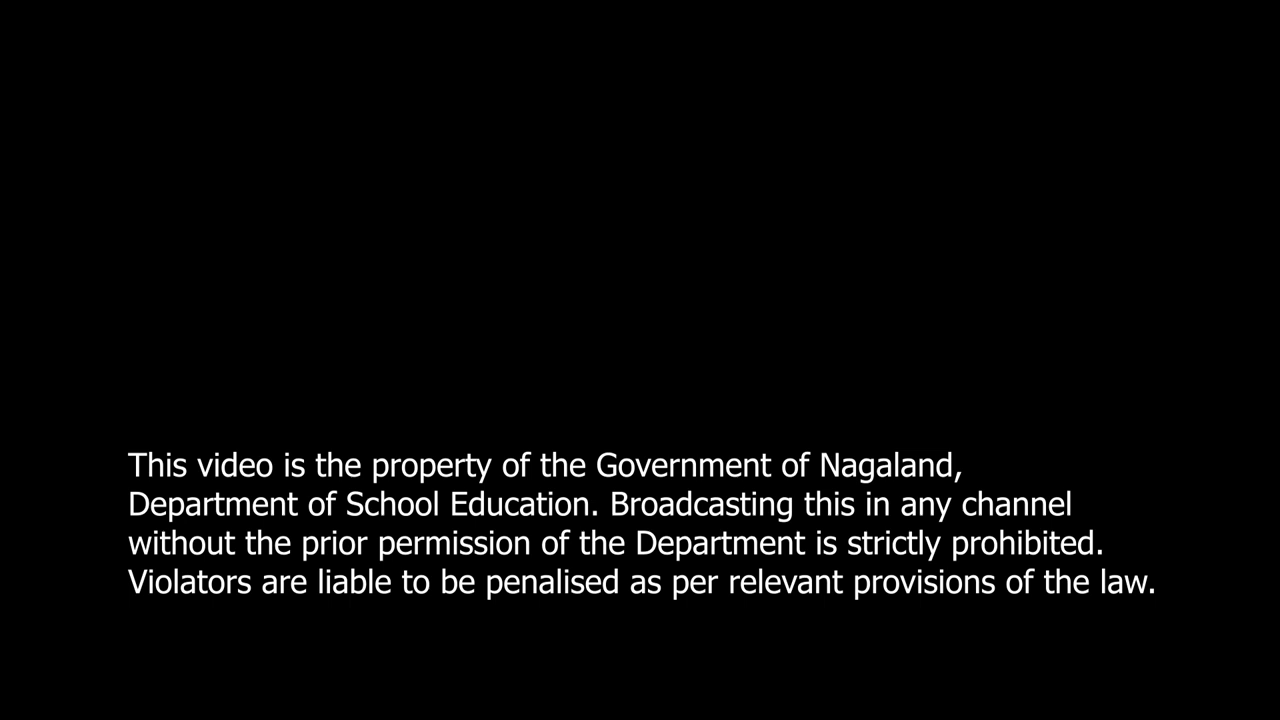 This video is the property of the Government of Nagaland,
Department of School Education. Broadcasting this in any channel
without the prior permission of the Department is strictly prohibited.
Violators are liable to be penalised as per relevant provisions of the law.